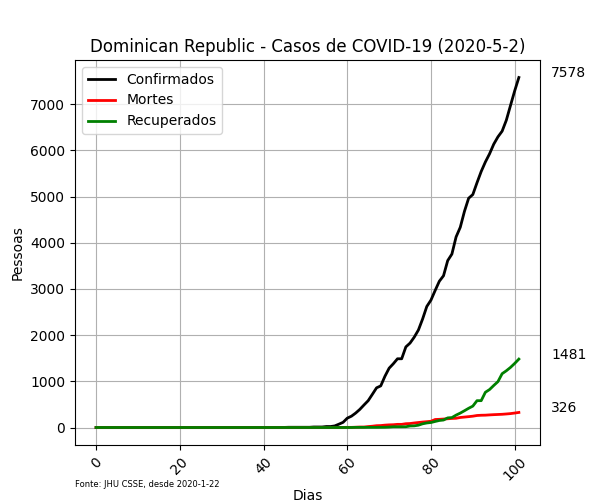 Dominican Republic - Casos de COVID-19 (2020-5-2)
Confirmados
Mortes
Recuperados
7578
1481
326
Pessoas
7000
6000
5000
4000
3000
2000
1000
0
0
20
40
60
80
100
Fonte: JHU CSSE, desde 2020-1-22
Dias